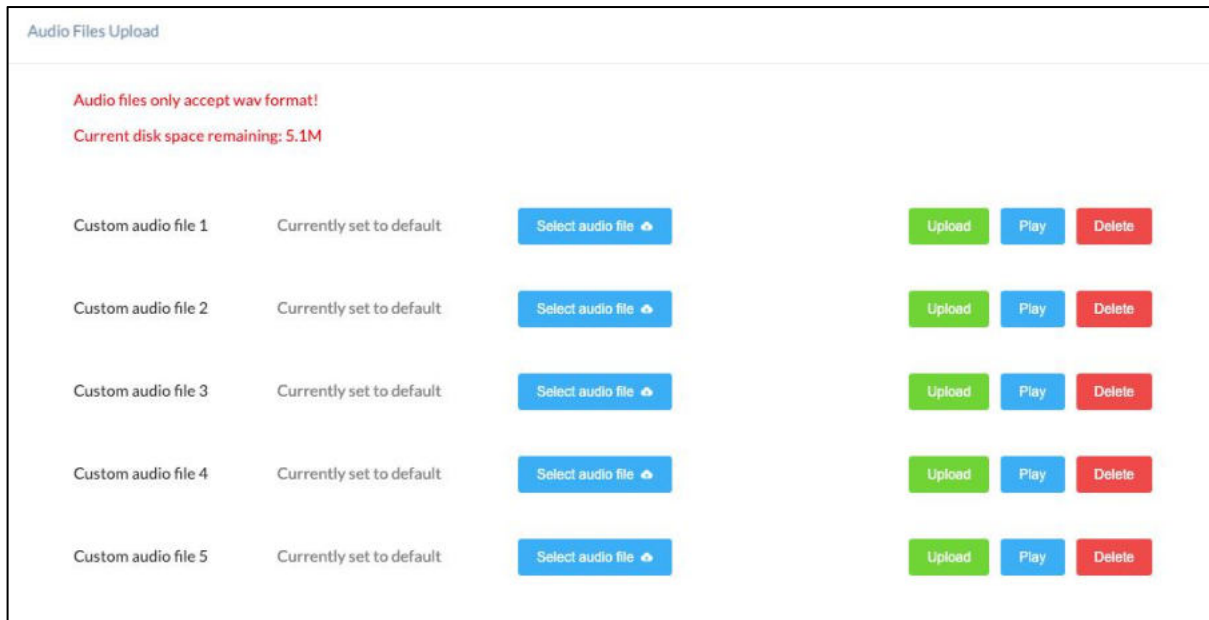 Audio Files Upload
Audio files only accept wav format!
Current disk space remaining: 5.1M
Custom audio file 1 Currently set to default Select audio file Upload Play Delete
Custom audio file 2 Currently set to default Select audio file Upload Play Delete
Custom audio file 3 Currently set to default Select audio file Upload Play Delete
Custom audio file 4 Currently set to default Select audio file Upload Play Delete
Custom audio file 5 Currently set to default Select audio file Upload Play Delete